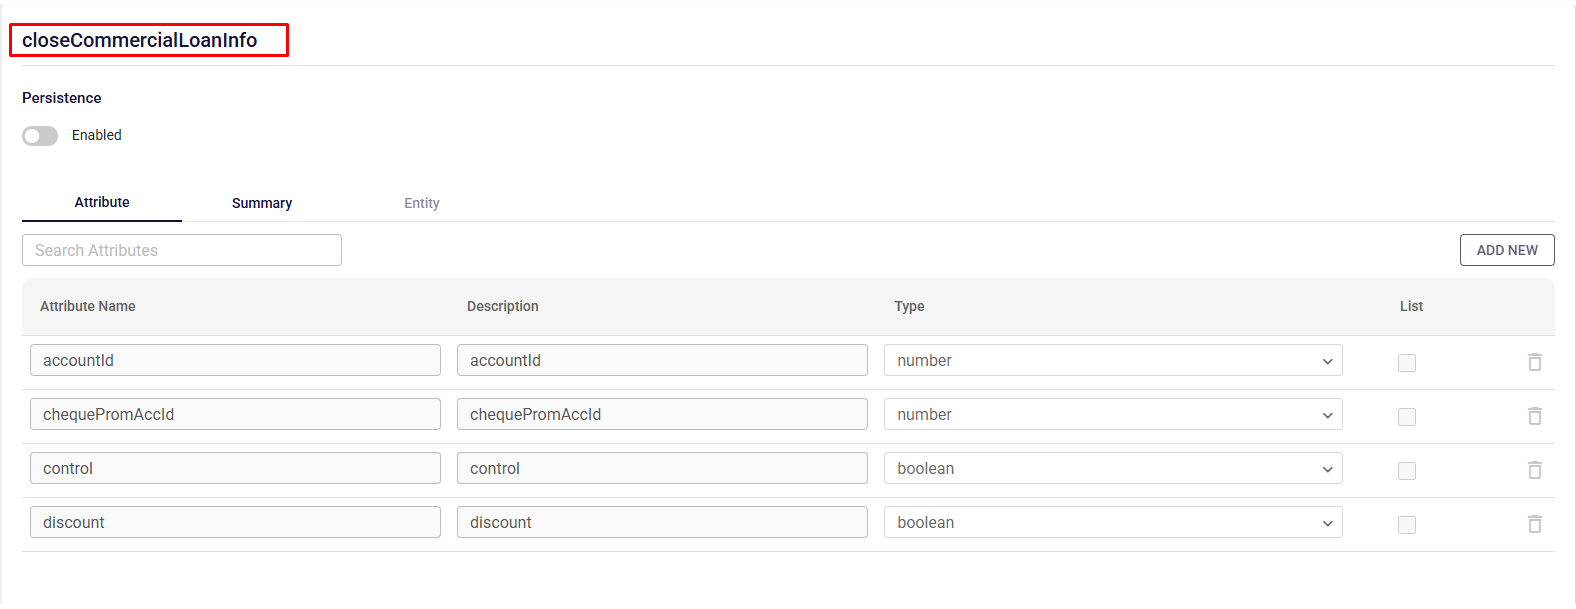 closeCommercialLoanInfo
Persistence
Enabled
Attribute Summary Entity
Search Attributes ADD NEW
Attribute Name Description Type List
accountId accountId number
chequePromAccId chequePromAccId number
control control boolean
discount discount boolean